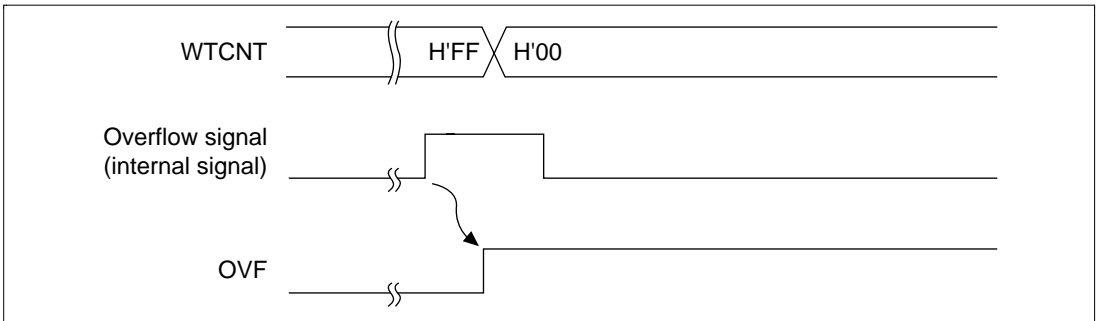 WTCNT H'FF H'00
Overflow signal
(internal signal)
OVF